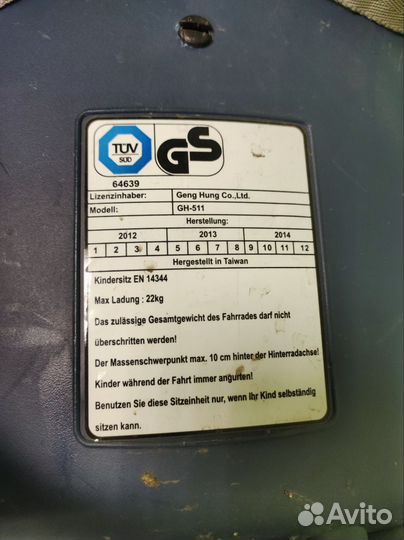 TÜV
SÜD
GS
64639
Lizenzinhaber: Geng Hung Co.,Ltd.
Modell: GH-511
Herstellung:
2012 2013 2014
1 2 3 4 5 6 7 8 9 10 11 12
Hergestellt in Taiwan
Kindersitz EN 14344
Max Ladung : 22kg
Das zulässige Gesamtgewicht des Fahrrades darf nicht
überschritten werden!
Der Massenschwerpunkt max. 10 cm hinter der Hinterradachse!
Kinder während der Fahrt immer angurten!
Benutzen Sie diese Sitzeinheit nur, wenn Ihr Kind selbständig
sitzen kann.
Avito